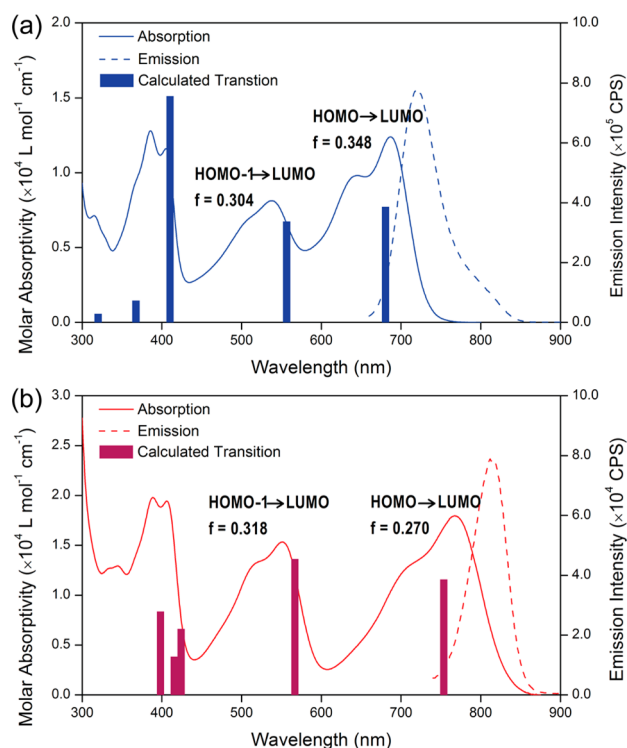 (a)
Absorption
Emission
Calculated Transtion
HOMO→LUMO
f = 0.348
HOMO-1→LUMO
f = 0.304
Molar Absorptivity (×10⁴ L mol⁻¹ cm⁻¹)
2.0
1.5
1.0
0.5
0.0
Emission Intensity (×10⁵ CPS)
10.0
8.0
6.0
4.0
2.0
0.0
300 400 500 600 700 800 900
Wavelength (nm)
(b)
Absorption
Emission
Calculated Transition
HOMO-1→LUMO
f = 0.318
HOMO→LUMO
f = 0.270
Molar Absorptivity (×10⁴ L mol⁻¹ cm⁻¹)
3.0
2.5
2.0
1.5
1.0
0.5
0.0
Emission Intensity (×10⁴ CPS)
10.0
8.0
6.0
4.0
2.0
0.0
300 400 500 600 700 800 900
Wavelength (nm)